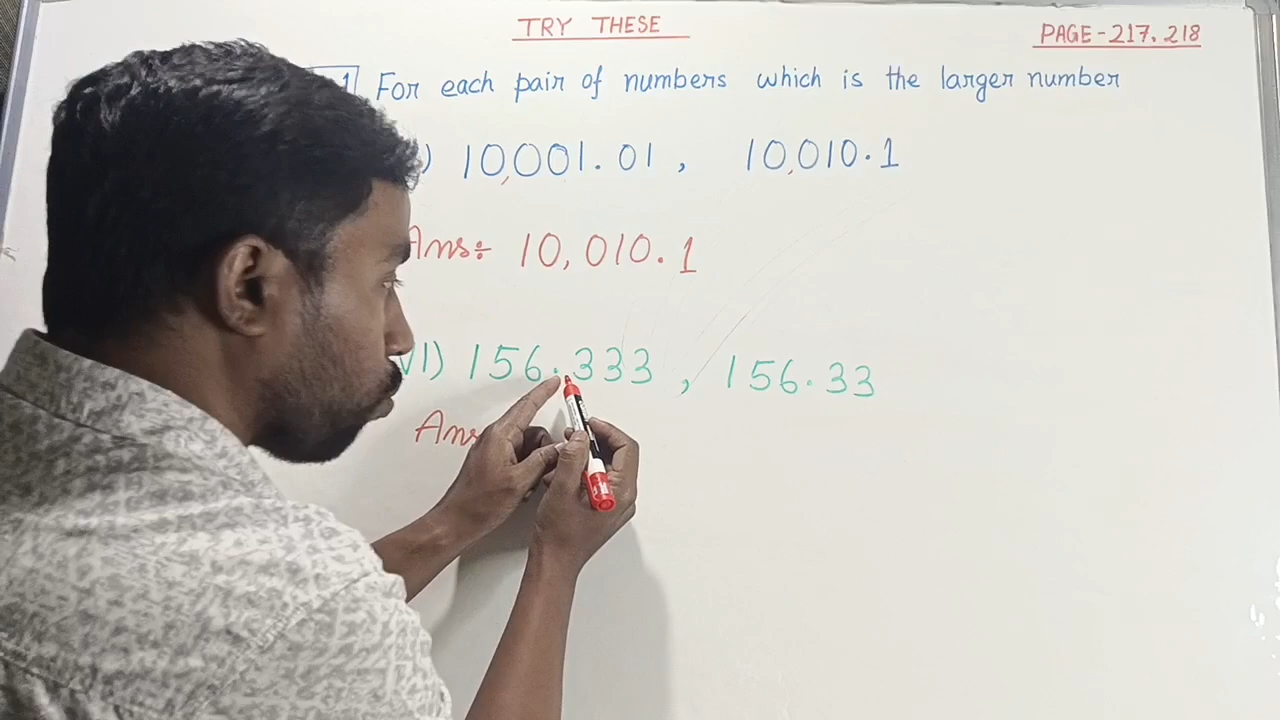 TRY THESE
PAGE-217.218
1 For each pair of numbers which is the larger number
) 10,001.01 , 10,010.1
Ans÷ 10,010.1
VI) 156.333 , 156.33
Ans